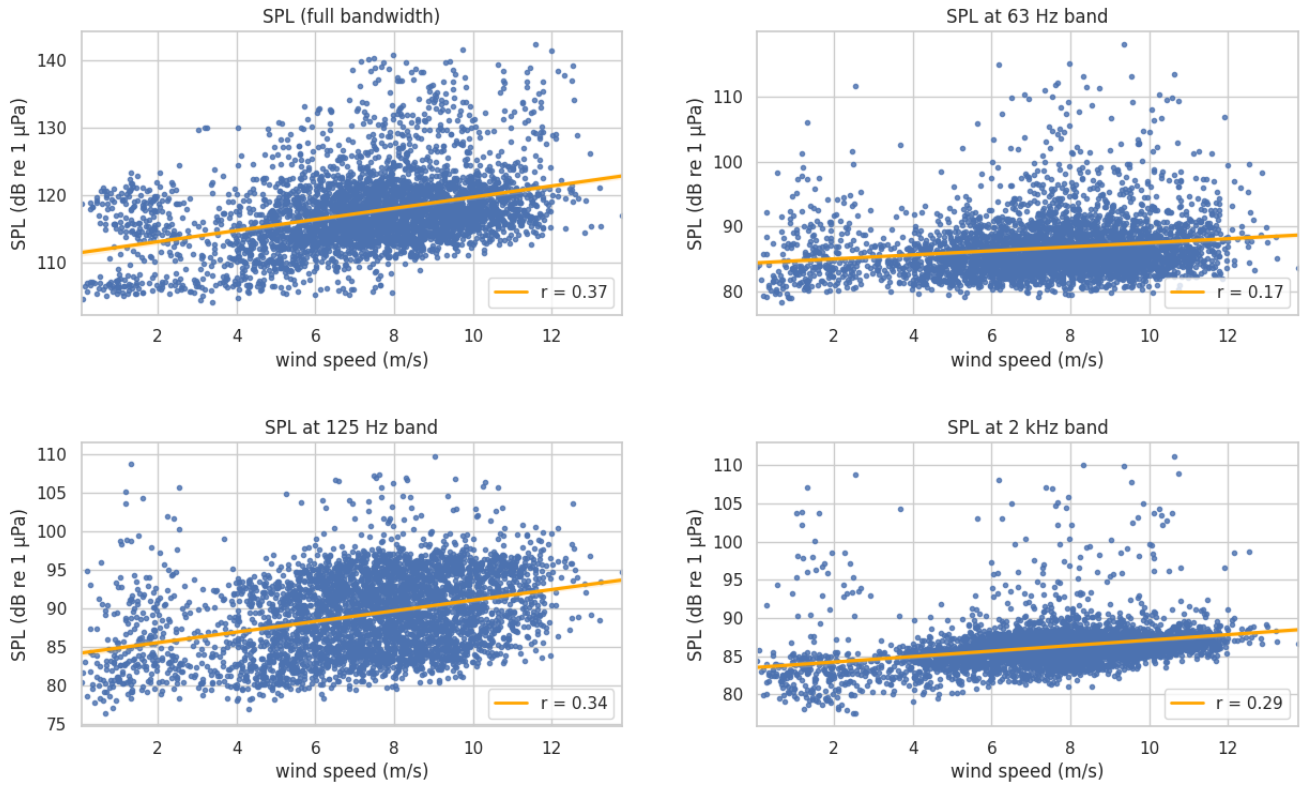 SPL (full bandwidth)
SPL (dB re 1 μPa)
140
130
120
110
2 4 6 8 10 12
wind speed (m/s)
r = 0.37
SPL at 63 Hz band
SPL (dB re 1 μPa)
110
100
90
80
2 4 6 8 10 12
wind speed (m/s)
r = 0.17
SPL at 125 Hz band
SPL (dB re 1 μPa)
110
105
100
95
90
85
80
75
2 4 6 8 10 12
wind speed (m/s)
r = 0.34
SPL at 2 kHz band
SPL (dB re 1 μPa)
110
105
100
95
90
85
80
2 4 6 8 10 12
wind speed (m/s)
r = 0.29